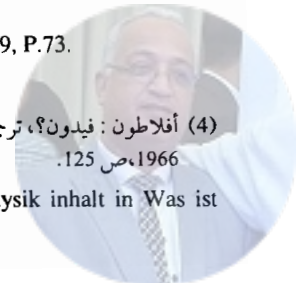 9, P.73.
(4) أفلاطون : فيدون؟، ترج
1966،ص 125.
ysik inhalt in Was ist